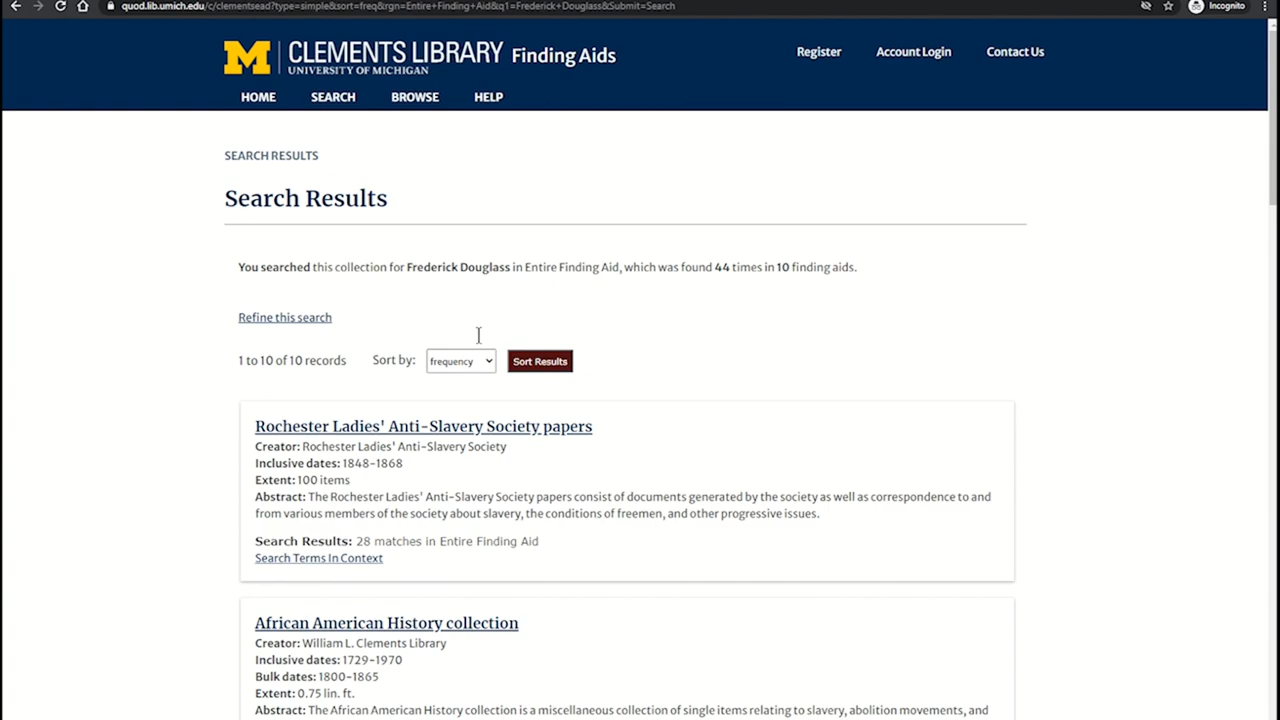 quod.lib.umich.edu/c/clementsead?type=simple&sort=freq&rgn=Entire+Finding+Aid&q1=Frederick+Douglass&Submit=Search
Incognito
M CLEMENTS LIBRARY Finding Aids
UNIVERSITY OF MICHIGAN
Register Account Login Contact Us
HOME SEARCH BROWSE HELP
SEARCH RESULTS
Search Results
You searched this collection for Frederick Douglass in Entire Finding Aid, which was found 44 times in 10 finding aids.
Refine this search
1 to 10 of 10 records Sort by: frequency Sort Results
Rochester Ladies' Anti-Slavery Society papers
Creator: Rochester Ladies' Anti-Slavery Society
Inclusive dates: 1848-1868
Extent: 100 items
Abstract: The Rochester Ladies' Anti-Slavery Society papers consist of documents generated by the society as well as correspondence to and
from various members of the society about slavery, the conditions of freemen, and other progressive issues.
Search Results: 28 matches in Entire Finding Aid
Search Terms In Context
African American History collection
Creator: William L. Clements Library
Inclusive dates: 1729-1970
Bulk dates: 1800-1865
Extent: 0.75 lin. ft.
Abstract: The African American History collection is a miscellaneous collection of single items relating to slavery, abolition movements, and